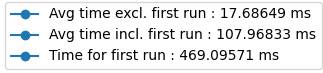 Avg time excl. first run : 17.68649 ms
Avg time incl. first run : 107.96833 ms
Time for first run : 469.09571 ms